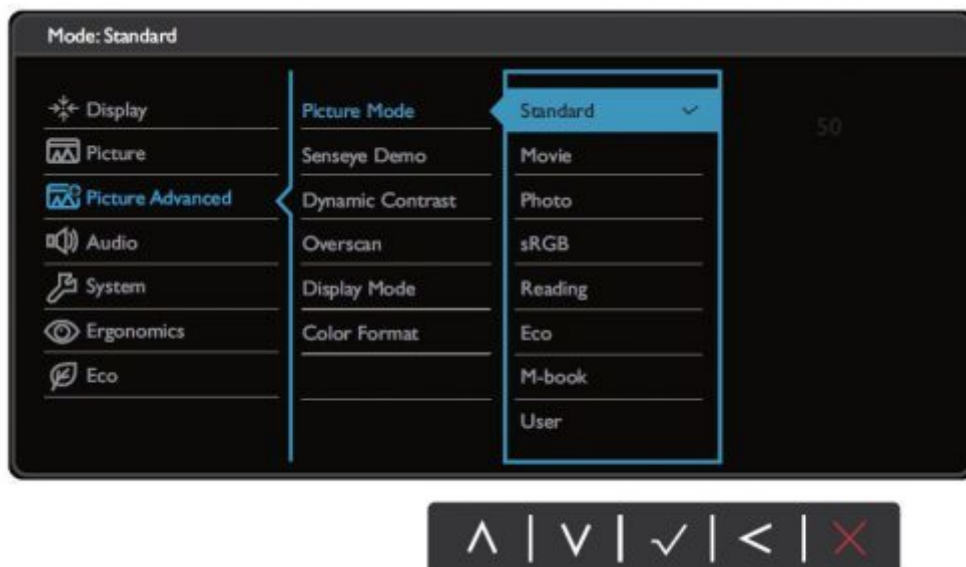 Mode: Standard
Display
Picture
Picture Advanced
Audio
System
Ergonomics
Eco
Picture Mode
Senseye Demo
Dynamic Contrast
Overscan
Display Mode
Color Format
Standard
Movie
Photo
sRGB
Reading
Eco
M-book
User
50